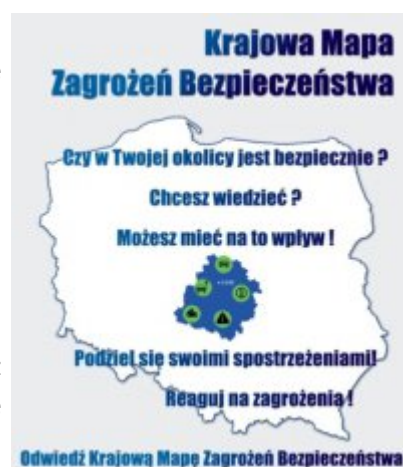 Krajowa Mapa
Zagrożeń Bezpieczeństwa
Czy w Twojej okolicy jest bezpiecznie ?
Chcesz wiedzieć ?
Możesz mieć na to wpływ !
Podziel się swoimi spostrzeżeniami!
Reaguj na zagrożenia !
Odwiedź Krajową Mapę Zagrożeń Bezpieczeństwa